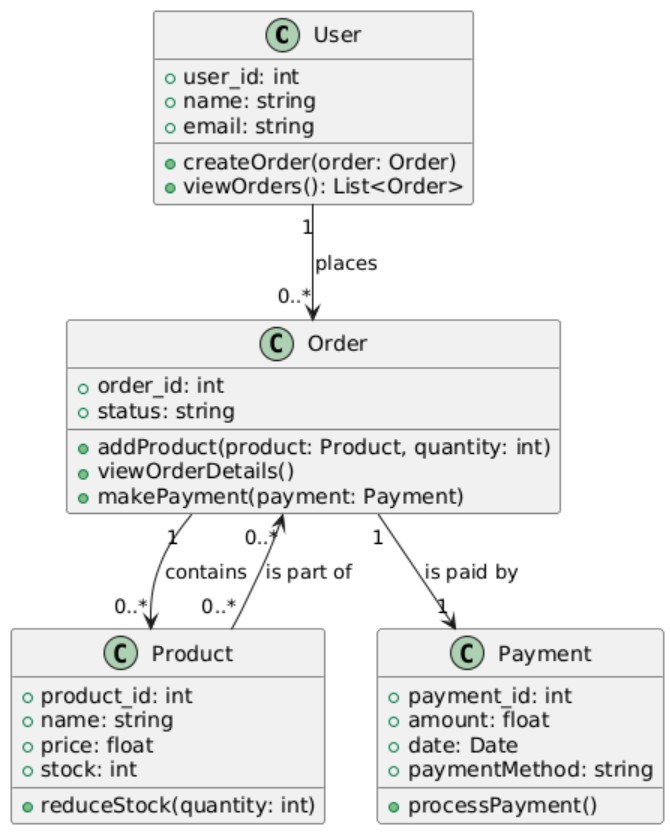 C User
user_id: int
name: string
email: string
createOrder(order: Order)
viewOrders(): List<Order>
1
places
0..*
C Order
order_id: int
status: string
addProduct(product: Product, quantity: int)
viewOrderDetails()
makePayment(payment: Payment)
1 0..* 1
contains is part of is paid by
0..* 0..* 1
C Product
product_id: int
name: string
price: float
stock: int
reduceStock(quantity: int)
C Payment
payment_id: int
amount: float
date: Date
paymentMethod: string
processPayment()